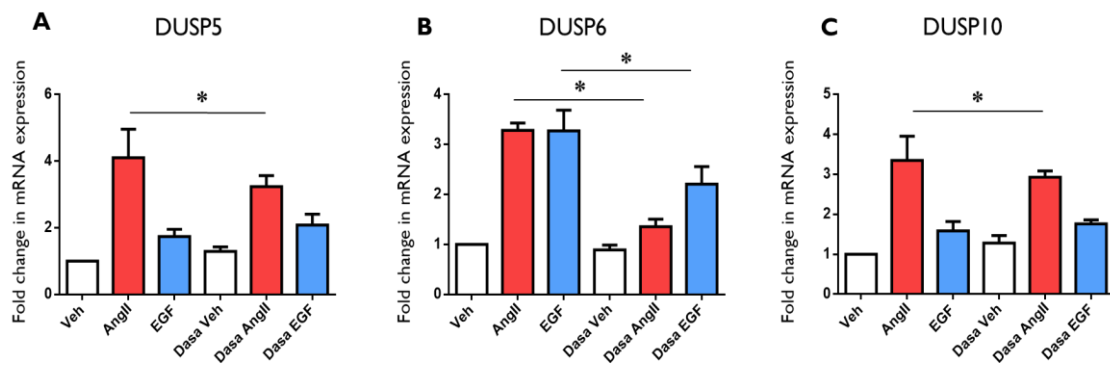 A
DUSP5
Fold change in mRNA expression
6
4
2
0
*
Veh
AngII
EGF
Dasa Veh
Dasa AngII
Dasa EGF
B
DUSP6
Fold change in mRNA expression
4
3
2
1
0
*
*
Veh
AngII
EGF
Dasa Veh
Dasa AngII
Dasa EGF
C
DUSP10
Fold change in mRNA expression
5
4
3
2
1
0
*
Veh
AngII
EGF
Dasa Veh
Dasa AngII
Dasa EGF